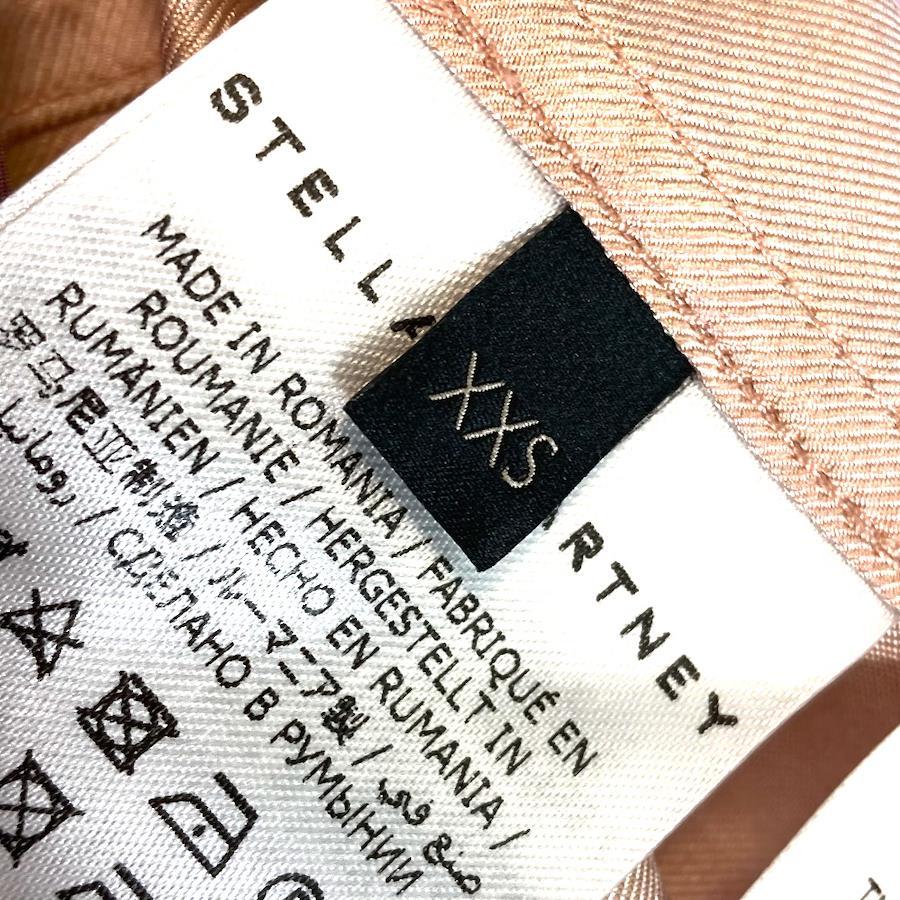 STELLA
RTNEY
XXS
MADE IN ROMANIA / FABRIQUÉ EN
ROUMANIE / HERGESTELLT IN
RUMÄNIEN / HECHO EN RUMANIA /
罗马尼亚制造 / ルーマニア製 / صنع في
رومانيا / СДЕЛАНО В РУМЫНИИ